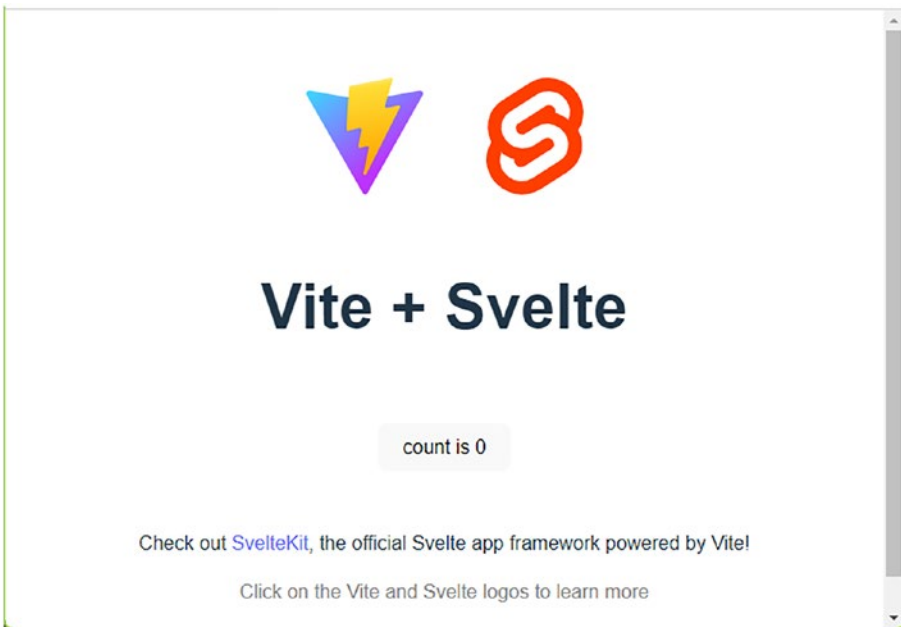 Vite + Svelte
count is 0
Check out SvelteKit, the official Svelte app framework powered by Vite!
Click on the Vite and Svelte logos to learn more